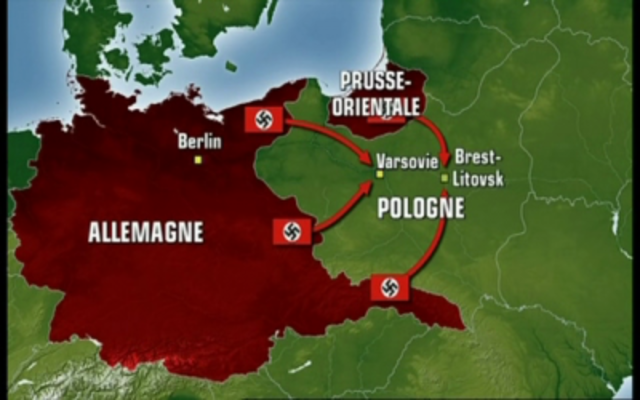 PRUSSE-
ORIENTALE
Berlin
Varsovie
Brest-
Litovsk
POLOGNE
ALLEMAGNE